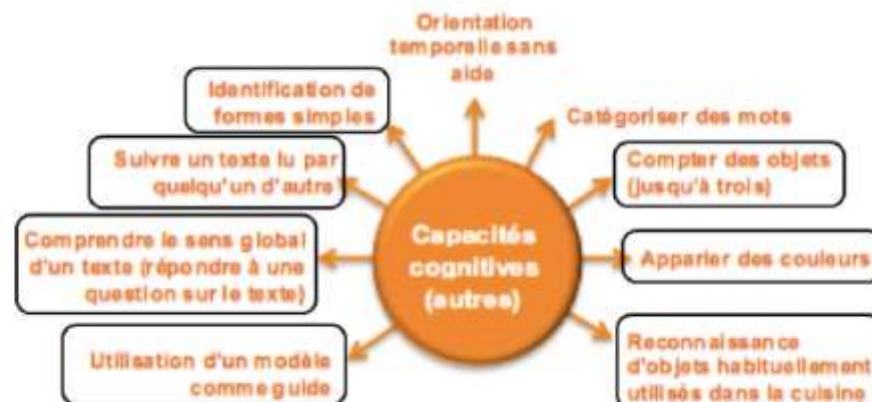 Orientation
temporelle sans
aide
Identification de
formes simples
Catégoriser des mots
Suivre un texte lu par
quelqu'un d'autre
Compter des objets
(jusqu'à trois)
Comprendre le sens global
d'un texte (répondre à une
question sur le texte)
Capacités
cognitives
(autres)
Apparier des couleurs
Utilisation d'un modèle
comme guide
Reconnaissance
d'objets habituellement
utilisés dans la cuisine